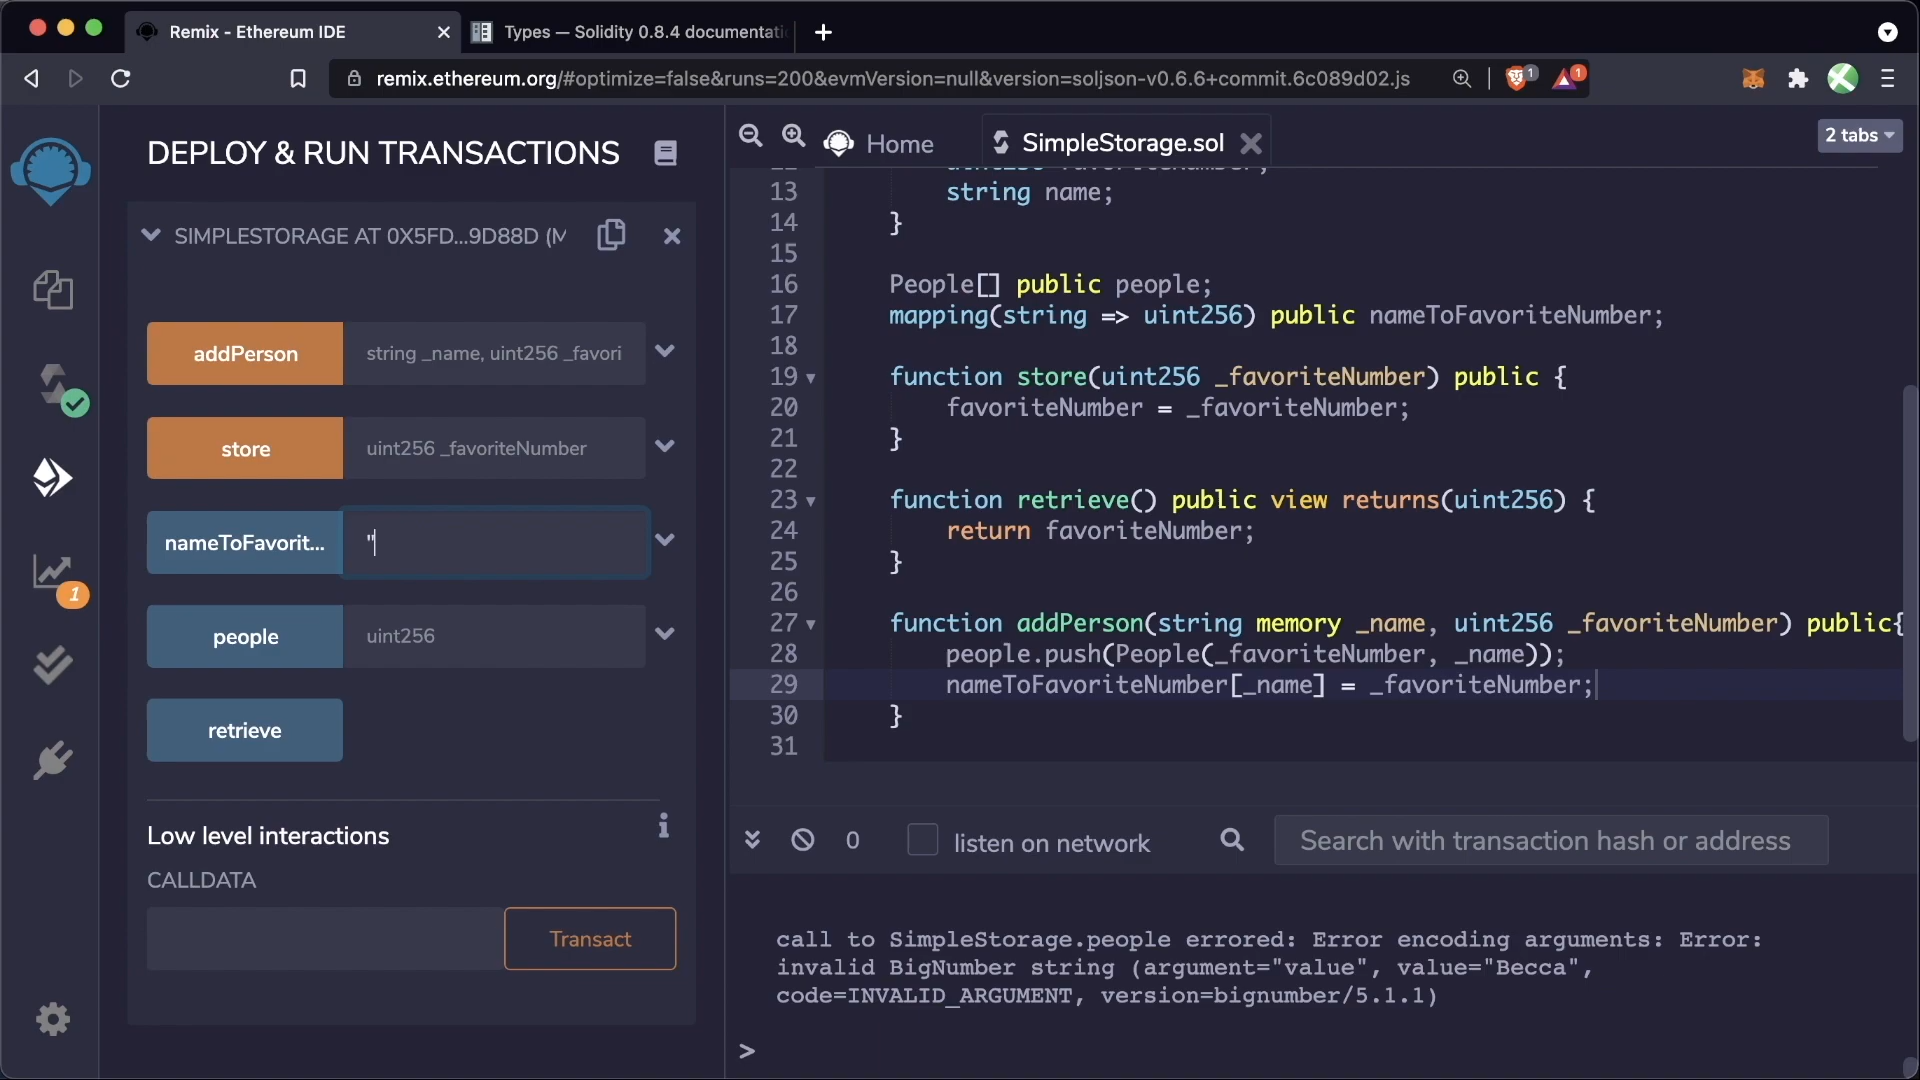 Remix - Ethereum IDE
Types — Solidity 0.8.4 documentati
remix.ethereum.org/#optimize=false&runs=200&evmVersion=null&version=soljson-v0.6.6+commit.6c089d02.js
1
1
DEPLOY & RUN TRANSACTIONS
Home
SimpleStorage.sol
2 tabs
SIMPLESTORAGE AT 0X5FD...9D88D (M
addPerson
string _name, uint256 _favori
store
uint256 _favoriteNumber
nameToFavorit...
"
people
uint256
retrieve
1
Low level interactions
i
CALLDATA
Transact
13 string name;
14 }
15
16 People[] public people;
17 mapping(string => uint256) public nameToFavoriteNumber;
18
19 function store(uint256 _favoriteNumber) public {
20 favoriteNumber = _favoriteNumber;
21 }
22
23 function retrieve() public view returns(uint256) {
24 return favoriteNumber;
25 }
26
27 function addPerson(string memory _name, uint256 _favoriteNumber) public{
28 people.push(People(_favoriteNumber, _name));
29 nameToFavoriteNumber[_name] = _favoriteNumber;
30 }
31
0
listen on network
Search with transaction hash or address
call to SimpleStorage.people errored: Error encoding arguments: Error:
invalid BigNumber string (argument="value", value="Becca",
code=INVALID_ARGUMENT, version=bignumber/5.1.1)
>